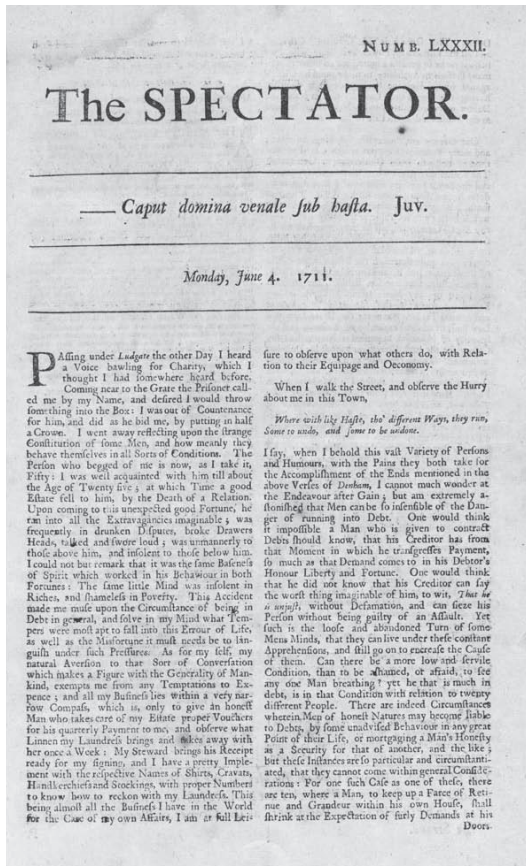 NUMB. LXXXII.
The SPECTATOR.
—— Caput domina venale ſub haſta. Juv.
Monday, June 4. 1711.
PAſſing under Ludgate the other Day I heard
a Voice bawling for Charity, which I
thought I had ſomewhere heard before.
Coming near to the Grate the Priſoner call-
ed me by my Name, and deſired I would throw
ſomething into the Box: I was out of Countenance
for him, and did as he bid me, by putting in half
a Crown. I went away reflecting upon the ſtrange
Conſtitution of ſome Men, and how meanly they
behave themſelves in all Sorts of Conditions. The
Perſon who begged of me is now, as I take it,
Fifty: I was well acquainted with him till about
the Age of Twenty five; at which Time a good
Eſtate fell to him, by the Death of a Relation.
Upon coming to this unexpected good Fortune, he
ran into all the Extravagancies imaginable; was
frequently in drunken Diſputes, broke Drawers
Heads, talked and ſwore loud; was unmannerly to
thoſe above him, and inſolent to thoſe below him.
I could not but remark that it was the ſame Baſeneſs
of Spirit which worked in his Behaviour in both
Fortunes: The ſame little Mind was inſolent in
Riches, and ſhameleſs in Poverty. This Accident
made me muſe upon the Circumſtance of being in
Debt in general, and ſolve in my Mind what Tem-
pers were moſt apt to fall into this Errour of Life,
as well as the Misfortune it muſt needs be to lan-
guiſh under ſuch Preſſures. As for my ſelf, my
natural Averſion to that Sort of Converſation
which makes a Figure with the Generality of Man-
kind, exempts me from any Temptations to Ex-
pence; and all my Buſineſs lies within a very nar-
row Compaſs, which is, only to give an honeſt
Man who takes care of my Eſtate proper Vouchers
for his quarterly Payment to me, and obſerve what
Linnen my Laundreſs brings and takes away with
her once a Week: My Steward brings his Receipt
ready for my ſigning, and I have a pretty Imple-
ment with the reſpective Names of Shirts, Cravats,
Handkerchiefs and Stockings, with proper Numbers
to know how to reckon with my Laundreſs. This
being almoſt all the Buſineſs I have in the World
for the Care of my own Affairs, I am at full Lei-
ſure to obſerve upon what others do, with Rela-
tion to their Equipage and Oeconomy.
When I walk the Street, and obſerve the Hurry
about me in this Town,
Where with like Haſte, tho' different Ways, they run,
Some to undo, and ſome to be undone.
I ſay, when I behold this vaſt Variety of Perſons
and Humours, with the Pains they both take for
the Accompliſhment of the Ends mentioned in the
above Verſes of Denham, I cannot much wonder at
the Endeavour after Gain; but am extremely a-
ſtoniſhed that Men can be ſo inſenſible of the Dan-
ger of running into Debt. One would think
it impoſſible a Man who is given to contract
Debts ſhould know, that his Creditor has from
that Moment in which he tranſgreſſes Payment,
ſo much as that Demand comes to in his Debtor's
Honour Liberty and Fortune. One would think
that he did not know that his Creditor can ſay
the worſt thing imaginable of him, to wit, That he
is unjuſt, without Defamation, and can ſieze his
Perſon without being guilty of an Aſſault. Yet
ſuch is the looſe and abandoned Turn of ſome
Mens Minds, that they can live under theſe conſtant
Apprehenſions, and ſtill go on to encreaſe the Cauſe
of them. Can there be a more low and ſervile
Condition, than to be aſhamed, or afraid, to ſee
any one Man breathing? yet he that is much in
debt, is in that Condition with relation to twenty
different People. There are indeed Circumſtances
wherein Men of honeſt Natures may become liable
to Debts, by ſome unadviſed Behaviour in any great
Point of their Life, or mortgaging a Man's Honeſty
as a Security for that of another, and the like;
but theſe Inſtances are ſo particular and circumſtanti-
ated, that they cannot come within general Conſide-
rations: For one ſuch Caſe as one of theſe, there
are ten, where a Man, to keep up a Farce of Reti-
nue and Grandeur within his own Houſe, ſhall
ſhrink at the Expectation of ſurly Demands at his
Doors.